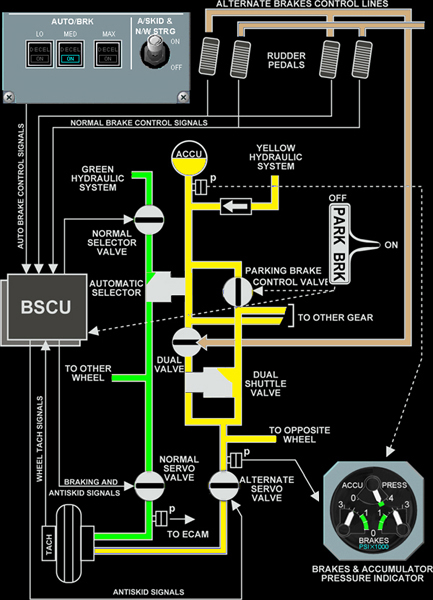 ALTERNATE BRAKES CONTROL LINES
AUTO/BRK
LO
MED
MAX
DECEL
ON
DECEL
ON
DECEL
ON
A/SKID &
N/W STRG
ON
OFF
RUDDER
PEDALS
NORMAL BRAKE CONTROL SIGNALS
AUTO BRAKE CONTROL SIGNALS
ACCU
p
YELLOW
HYDRAULIC
SYSTEM
GREEN
HYDRAULIC
SYSTEM
NORMAL
SELECTOR
VALVE
OFF
PARK BRK
ON
AUTOMATIC
SELECTOR
PARKING BRAKE
CONTROL VALVE
BSCU
TO OTHER GEAR
DUAL
VALVE
TO OTHER
WHEEL
DUAL
SHUTTLE
VALVE
WHEEL TACH SIGNALS
TO OPPOSITE
WHEEL
BRAKING AND
ANTISKID SIGNALS
NORMAL
SERVO
VALVE
p
ALTERNATE
SERVO
VALVE
p
TO ECAM
TACH
ANTISKID SIGNALS
ACCU
PRESS
0
4
3
1
1
3
0
BRAKES
PSI X1000
BRAKES & ACCUMULATOR
PRESSURE INDICATOR